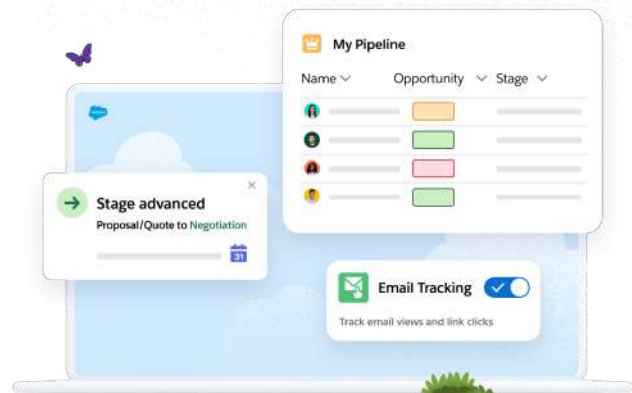 My Pipeline
Name Opportunity Stage
Stage advanced
Proposal/Quote to Negotiation
31
Email Tracking
Track email views and link clicks